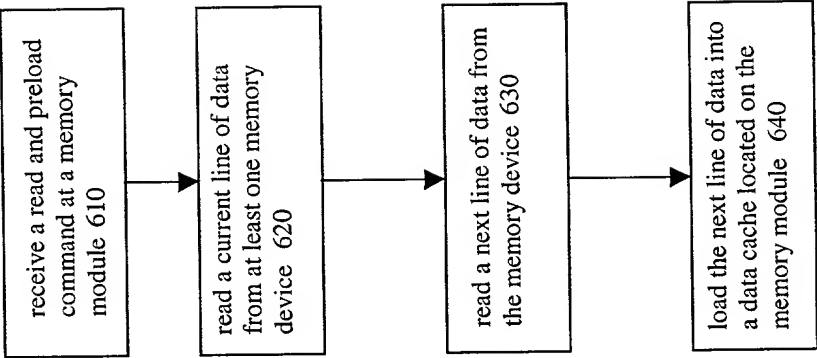 receive a read and preload
command at a memory
module 610
read a current line of data
from at least one memory
device 620
read a next line of data from
the memory device 630
load the next line of data into
a data cache located on the
memory module 640